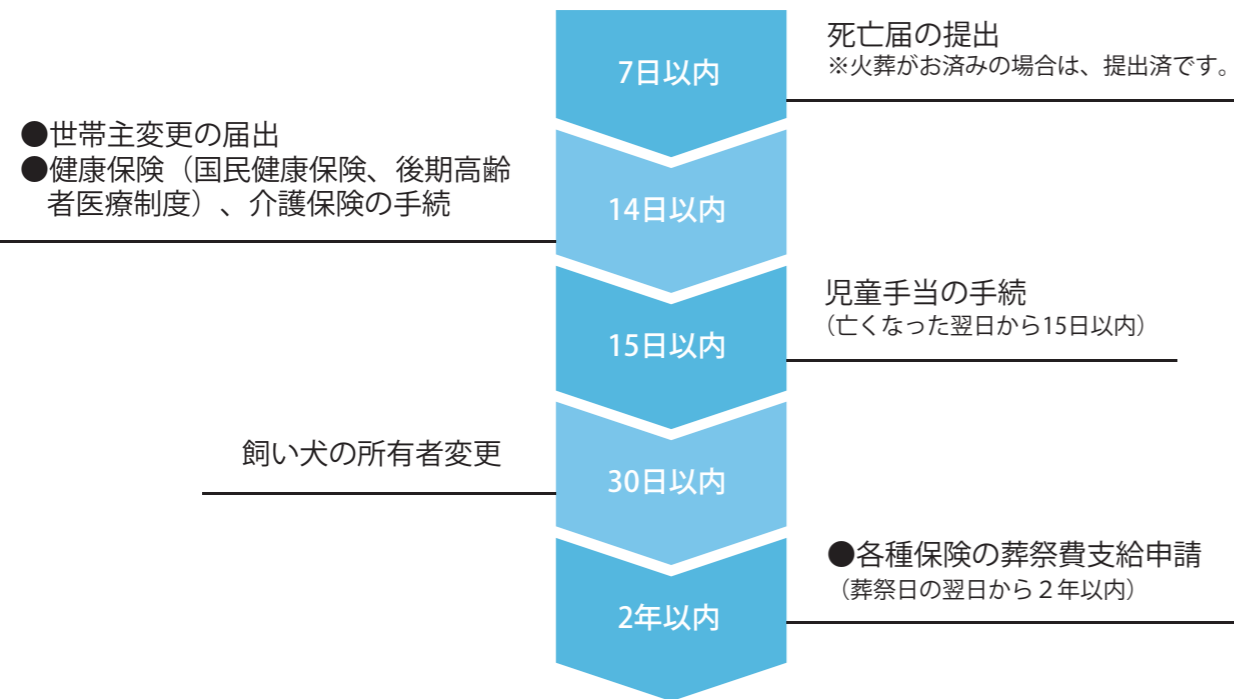 7日以内
死亡届の提出
※火葬がお済みの場合は、提出済です。
●世帯主変更の届出
●健康保険（国民健康保険、後期高齢
者医療制度）、介護保険の手続
14日以内
15日以内
児童手当の手続
（亡くなった翌日から15日以内）
飼い犬の所有者変更
30日以内
2年以内
●各種保険の葬祭費支給申請
（葬祭日の翌日から２年以内）